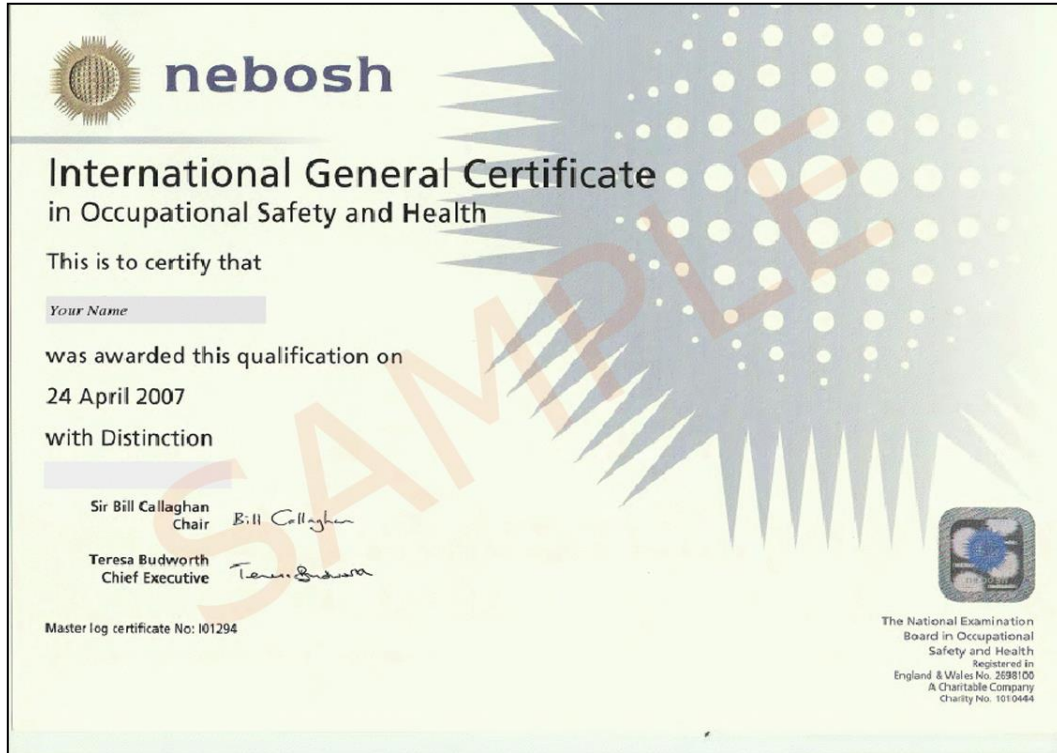 nebosh
International General Certificate
in Occupational Safety and Health
This is to certify that
Your Name
was awarded this qualification on
24 April 2007
with Distinction
Sir Bill Callaghan
Chair
Bill Callaghan
Teresa Budworth
Chief Executive
Teresa Budworth
Master log certificate No: I01294
SAMPLE
The National Examination
Board in Occupational
Safety and Health
Registered in
England & Wales No. 2698100
A Charitable Company
Charity No. 1010444